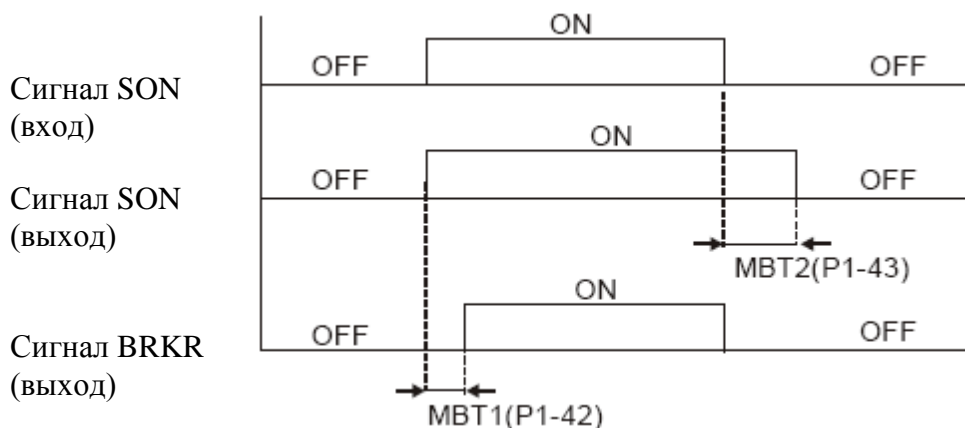 ON
OFF
OFF
Сигнал SON
(вход)
ON
OFF
OFF
Сигнал SON
(выход)
MBT2(P1-43)
ON
OFF
OFF
Сигнал BRKR
(выход)
MBT1(P1-42)